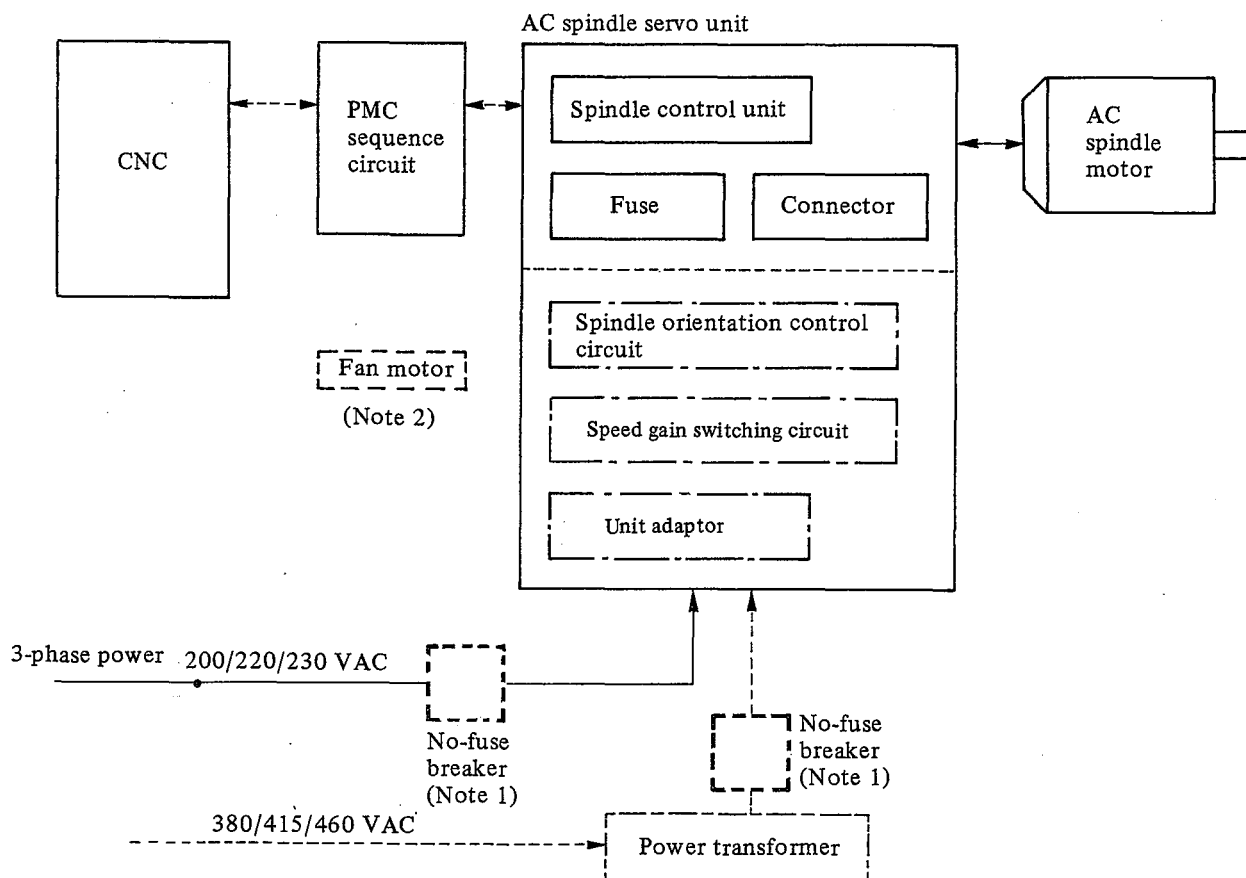 AC spindle servo unit
CNC
PMC
sequence
circuit
Spindle control unit
Fuse
Connector
AC
spindle
motor
Spindle orientation control
circuit
Fan motor
(Note 2)
Speed gain switching circuit
Unit adaptor
3-phase power
200/220/230 VAC
No-fuse
breaker
(Note 1)
No-fuse
breaker
(Note 1)
380/415/460 VAC
Power transformer